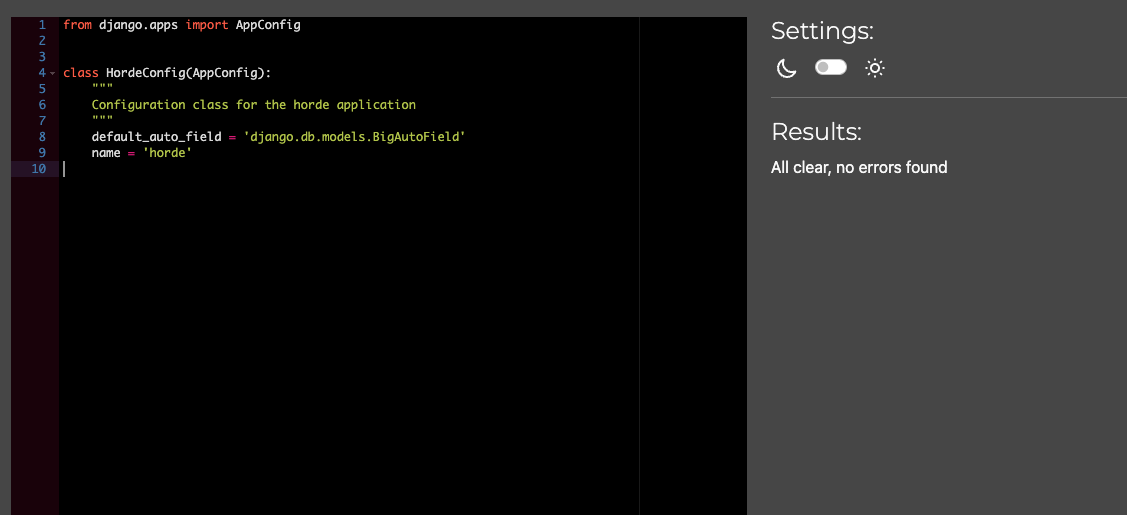 1 from django.apps import AppConfig
2
3
4 class HordeConfig(AppConfig):
5     """
6     Configuration class for the horde application
7     """
8     default_auto_field = 'django.db.models.BigAutoField'
9     name = 'horde'
10
Settings:
Results:
All clear, no errors found